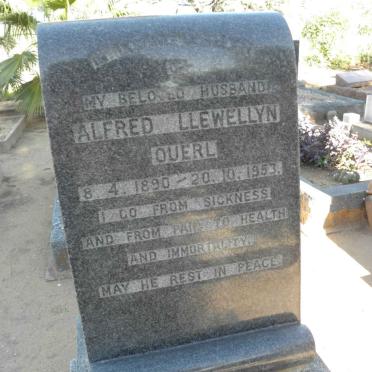 MY BELOVED HUSBAND
ALFRED LLEWELLYN
QUERL
8. 4. 1890 – 20. 10. 1953.
I GO FROM SICKNESS
AND FROM PAIN TO HEALTH
AND IMMORTALITY.
MAY HE REST IN PEACE.